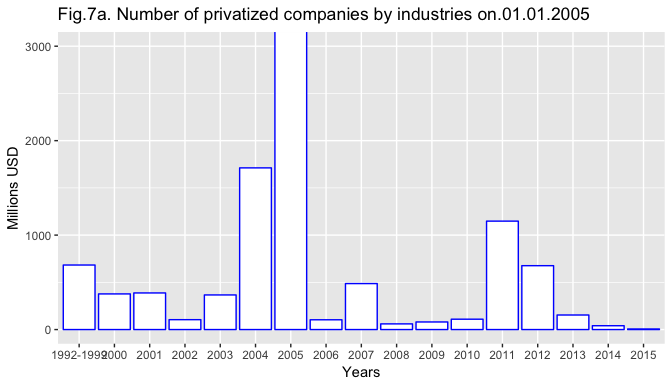 Fig.7a. Number of privatized companies by industries on.01.01.2005
3000
2000
1000
0
Millions USD
1992-1999 2000 2001 2002 2003 2004 2005 2006 2007 2008 2009 2010 2011 2012 2013 2014 2015
Years